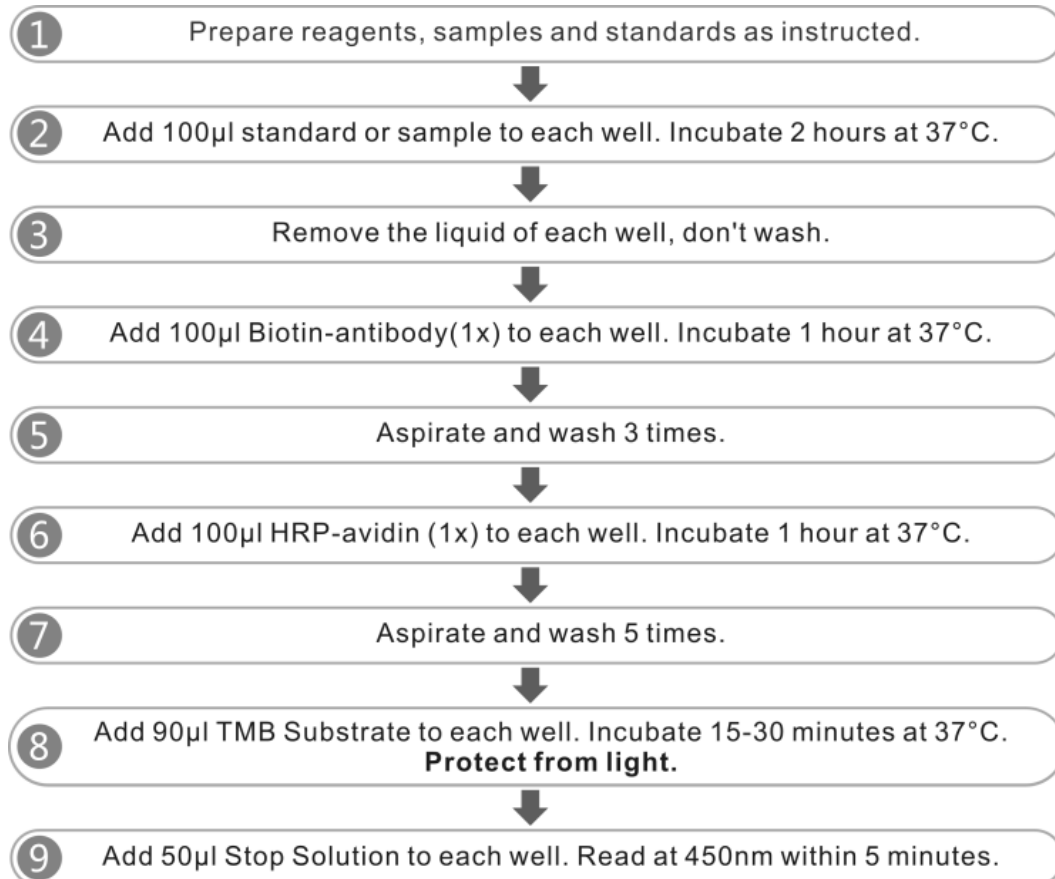 1 Prepare reagents, samples and standards as instructed.
2 Add 100μl standard or sample to each well. Incubate 2 hours at 37°C.
3 Remove the liquid of each well, don't wash.
4 Add 100μl Biotin-antibody(1x) to each well. Incubate 1 hour at 37°C.
5 Aspirate and wash 3 times.
6 Add 100μl HRP-avidin (1x) to each well. Incubate 1 hour at 37°C.
7 Aspirate and wash 5 times.
8 Add 90μl TMB Substrate to each well. Incubate 15-30 minutes at 37°C.
Protect from light.
9 Add 50μl Stop Solution to each well. Read at 450nm within 5 minutes.